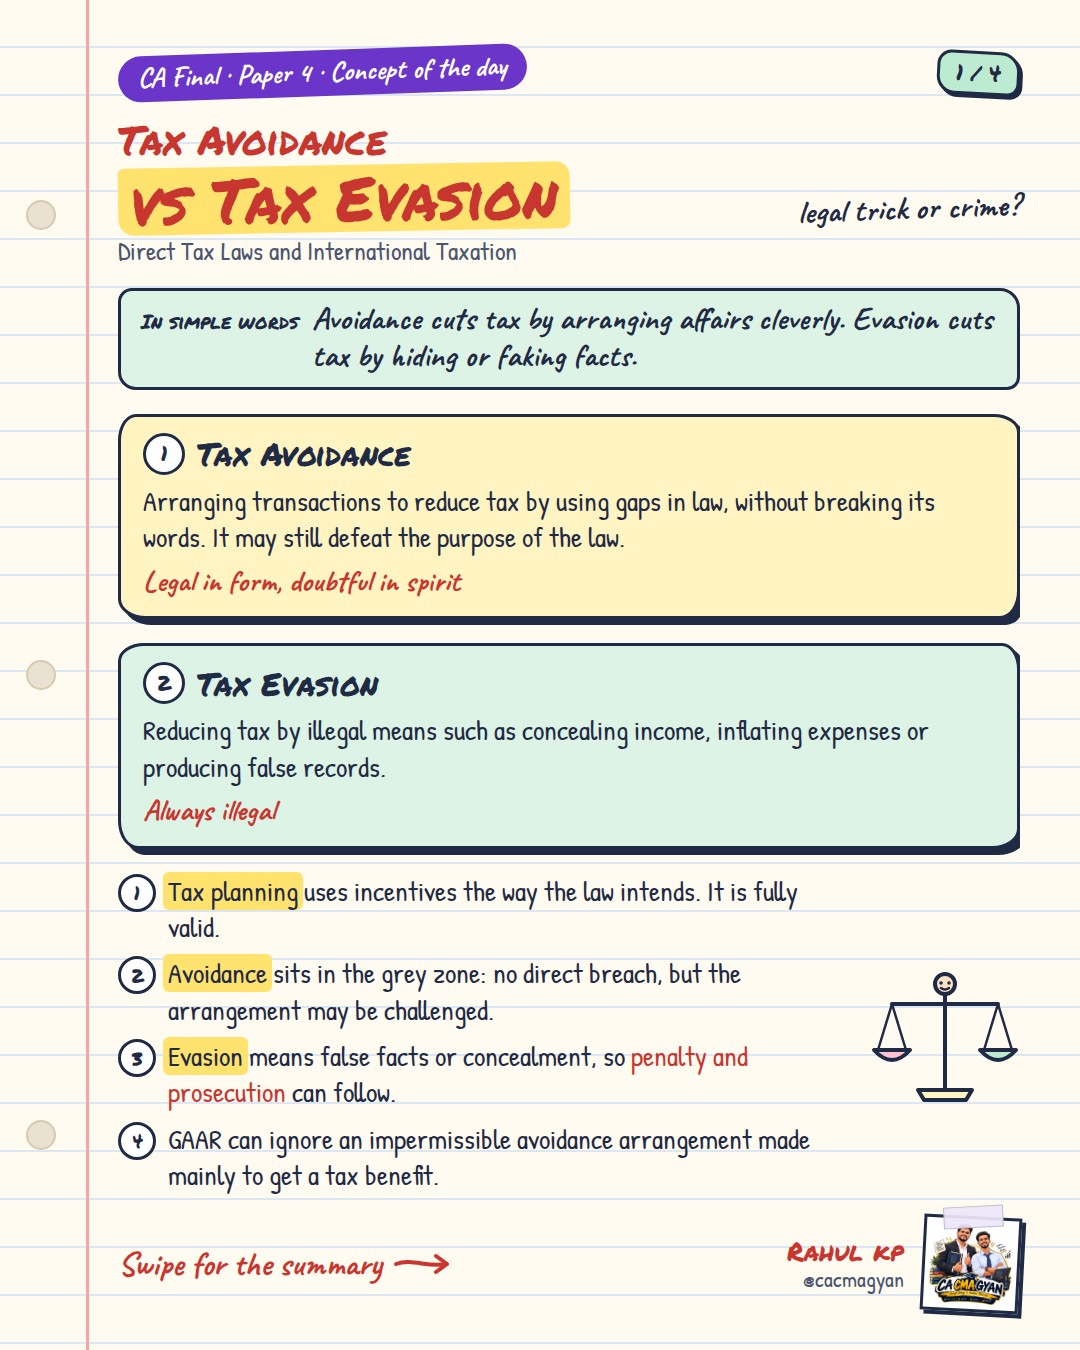 CA Final · Paper 4 · Concept of the day
1 / 4
Tax Avoidance
vs Tax Evasion
legal trick or crime?
Direct Tax Laws and International Taxation
In simple words Avoidance cuts tax by arranging affairs cleverly. Evasion cuts
tax by hiding or faking facts.
1 Tax Avoidance
Arranging transactions to reduce tax by using gaps in law, without breaking its
words. It may still defeat the purpose of the law.
Legal in form, doubtful in spirit
2 Tax Evasion
Reducing tax by illegal means such as concealing income, inflating expenses or
producing false records.
Always illegal
1 Tax planning uses incentives the way the law intends. It is fully
valid.
2 Avoidance sits in the grey zone: no direct breach, but the
arrangement may be challenged.
3 Evasion means false facts or concealment, so penalty and
prosecution can follow.
4 GAAR can ignore an impermissible avoidance arrangement made
mainly to get a tax benefit.
Swipe for the summary
Rahul KP
@cacmagyan
CA CMA GYAN